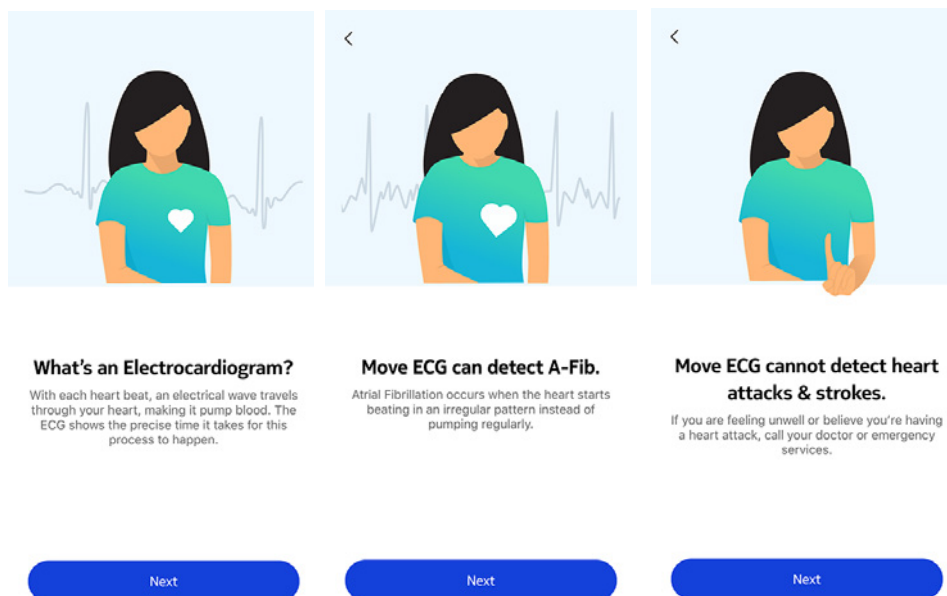 What's an Electrocardiogram?
With each heart beat, an electrical wave travels
through your heart, making it pump blood. The
ECG shows the precise time it takes for this
process to happen.
Next
Move ECG can detect A-Fib.
Atrial Fibrillation occurs when the heart starts
beating in an irregular pattern instead of
pumping regularly.
Next
Move ECG cannot detect heart
attacks & strokes.
If you are feeling unwell or believe you're having
a heart attack, call your doctor or emergency
services.
Next